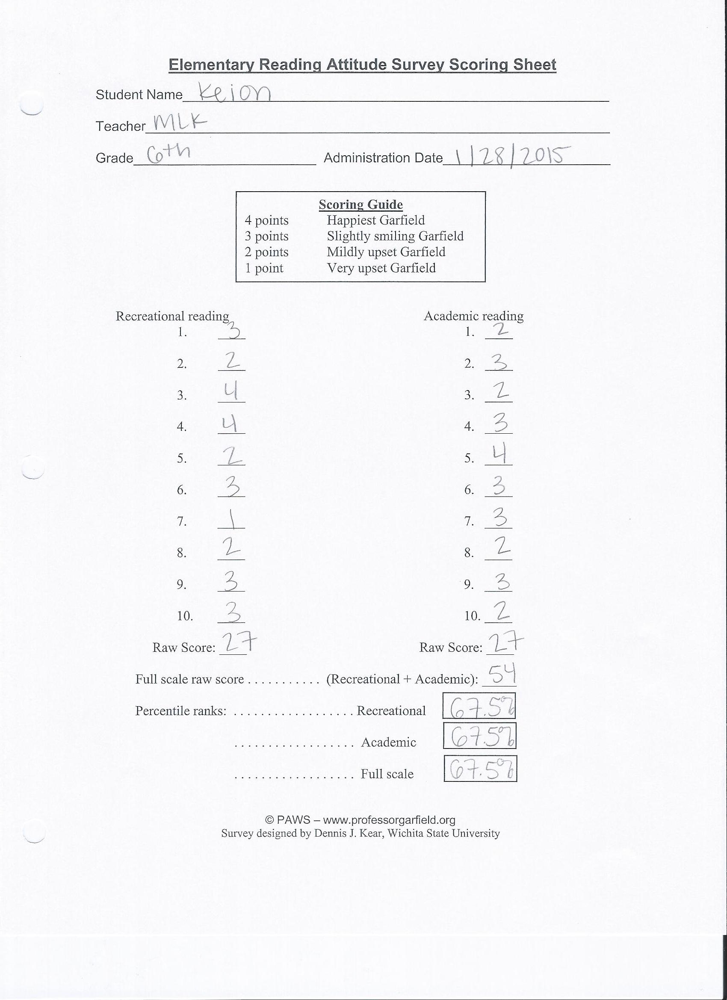 Elementary Reading Attitude Survey Scoring Sheet
Student Name Keion
Teacher MLK
Grade 6th Administration Date 1/28/2015
Scoring Guide
4 points Happiest Garfield
3 points Slightly smiling Garfield
2 points Mildly upset Garfield
1 point Very upset Garfield
Recreational reading Academic reading
1. 3 1. 2
2. 2 2. 3
3. 4 3. 2
4. 4 4. 3
5. 2 5. 4
6. 3 6. 3
7. 1 7. 3
8. 2 8. 2
9. 3 9. 3
10. 3 10. 2
Raw Score: 27 Raw Score: 27
Full scale raw score . . . . . . . . . . . (Recreational + Academic): 54
Percentile ranks: . . . . . . . . . . . . . . . . . . Recreational 67.5%
. . . . . . . . . . . . . . . . . . Academic 67.5%
. . . . . . . . . . . . . . . . . . Full scale 67.5%
© PAWS – www.professorgarfield.org
Survey designed by Dennis J. Kear, Wichita State University